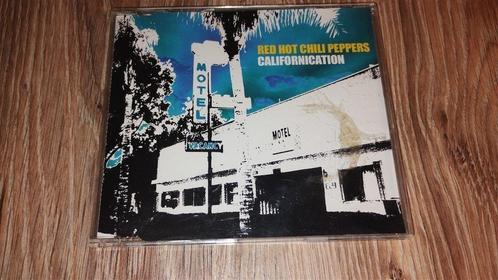 RED HOT CHILI PEPPERS
CALIFORNICATION
MOTEL
VACANCY
MOTEL